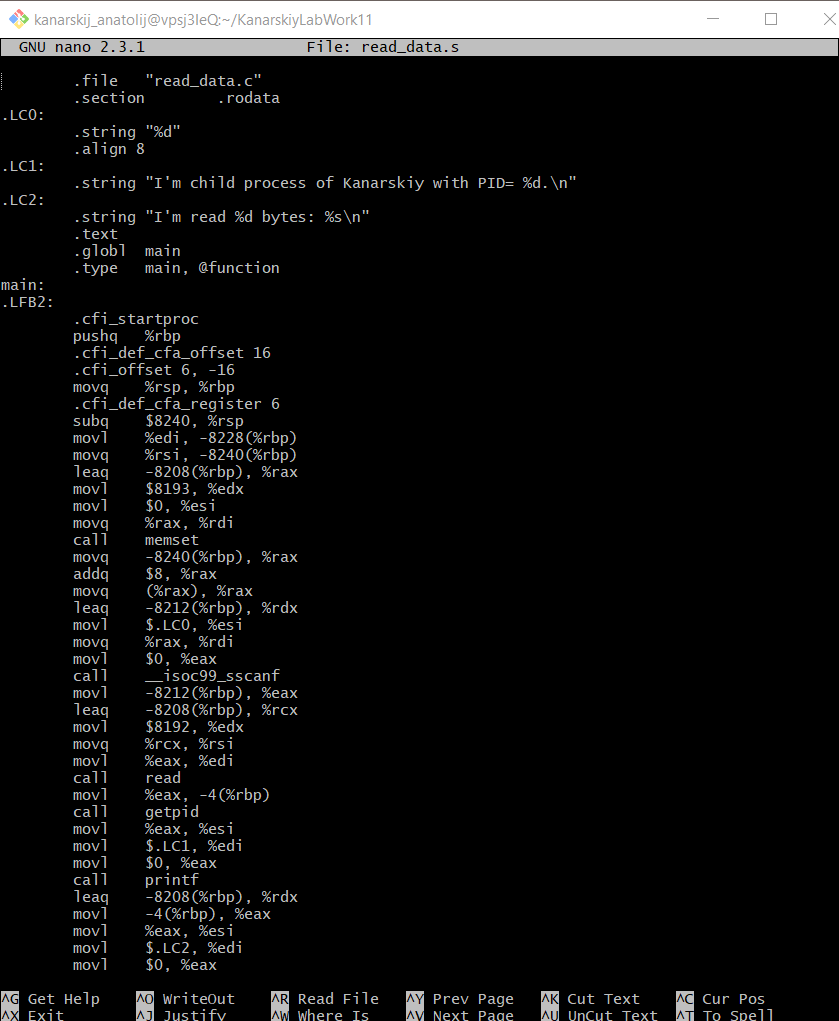 kanarskij_anatolij@vpsj3IeQ:~/KanarskiyLabWork11
GNU nano 2.3.1 File: read_data.s
.file "read_data.c"
.section .rodata
.LC0:
.string "%d"
.align 8
.LC1:
.string "I'm child process of Kanarskiy with PID= %d.\n"
.LC2:
.string "I'm read %d bytes: %s\n"
.text
.globl main
.type main, @function
main:
.LFB2:
.cfi_startproc
pushq %rbp
.cfi_def_cfa_offset 16
.cfi_offset 6, -16
movq %rsp, %rbp
.cfi_def_cfa_register 6
subq $8240, %rsp
movl %edi, -8228(%rbp)
movq %rsi, -8240(%rbp)
leaq -8208(%rbp), %rax
movl $8193, %edx
movl $0, %esi
movq %rax, %rdi
call memset
movq -8240(%rbp), %rax
addq $8, %rax
movq (%rax), %rax
leaq -8212(%rbp), %rdx
movl $.LC0, %esi
movq %rax, %rdi
movl $0, %eax
call __isoc99_sscanf
movl -8212(%rbp), %eax
leaq -8208(%rbp), %rcx
movl $8192, %edx
movq %rcx, %rsi
movl %eax, %edi
call read
movl %eax, -4(%rbp)
call getpid
movl %eax, %esi
movl $.LC1, %edi
movl $0, %eax
call printf
leaq -8208(%rbp), %rdx
movl -4(%rbp), %eax
movl %eax, %esi
movl $.LC2, %edi
movl $0, %eax
^G Get Help ^O WriteOut ^R Read File ^Y Prev Page ^K Cut Text ^C Cur Pos
^X Exit ^J Justify ^W Where Is ^V Next Page ^U UnCut Text ^T To Spell